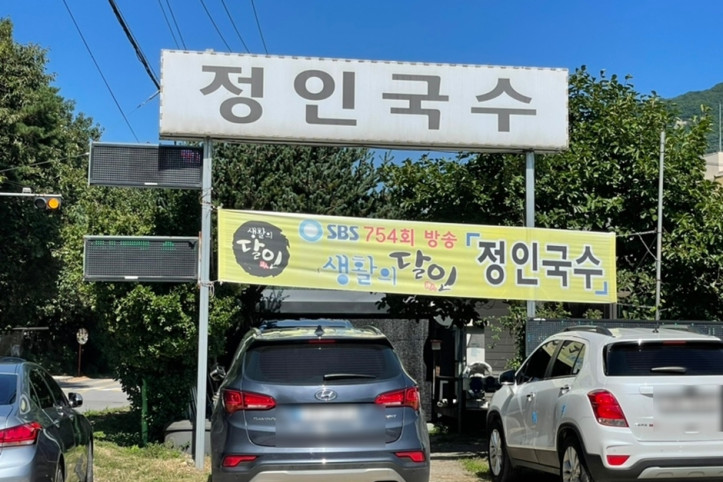 정인국수
생활의
달인
SBS 754회 방송
생활의 달인
「정인국수」